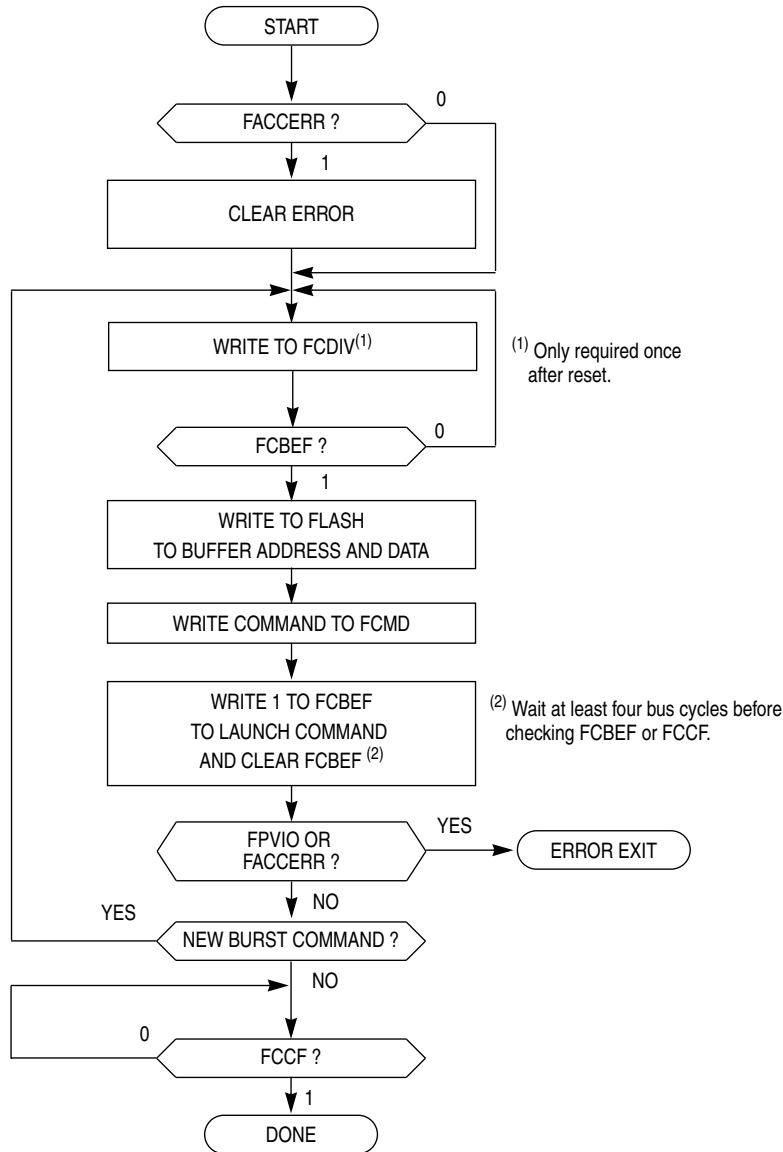 START
FACCERR ?
0
1
CLEAR ERROR
WRITE TO FCDIV(1)
(1) Only required once
after reset.
FCBEF ?
0
1
WRITE TO FLASH
TO BUFFER ADDRESS AND DATA
WRITE COMMAND TO FCMD
WRITE 1 TO FCBEF
TO LAUNCH COMMAND
AND CLEAR FCBEF (2)
(2) Wait at least four bus cycles before
checking FCBEF or FCCF.
FPVIO OR
FACCERR ?
YES
ERROR EXIT
NO
YES
NEW BURST COMMAND ?
NO
0
FCCF ?
1
DONE